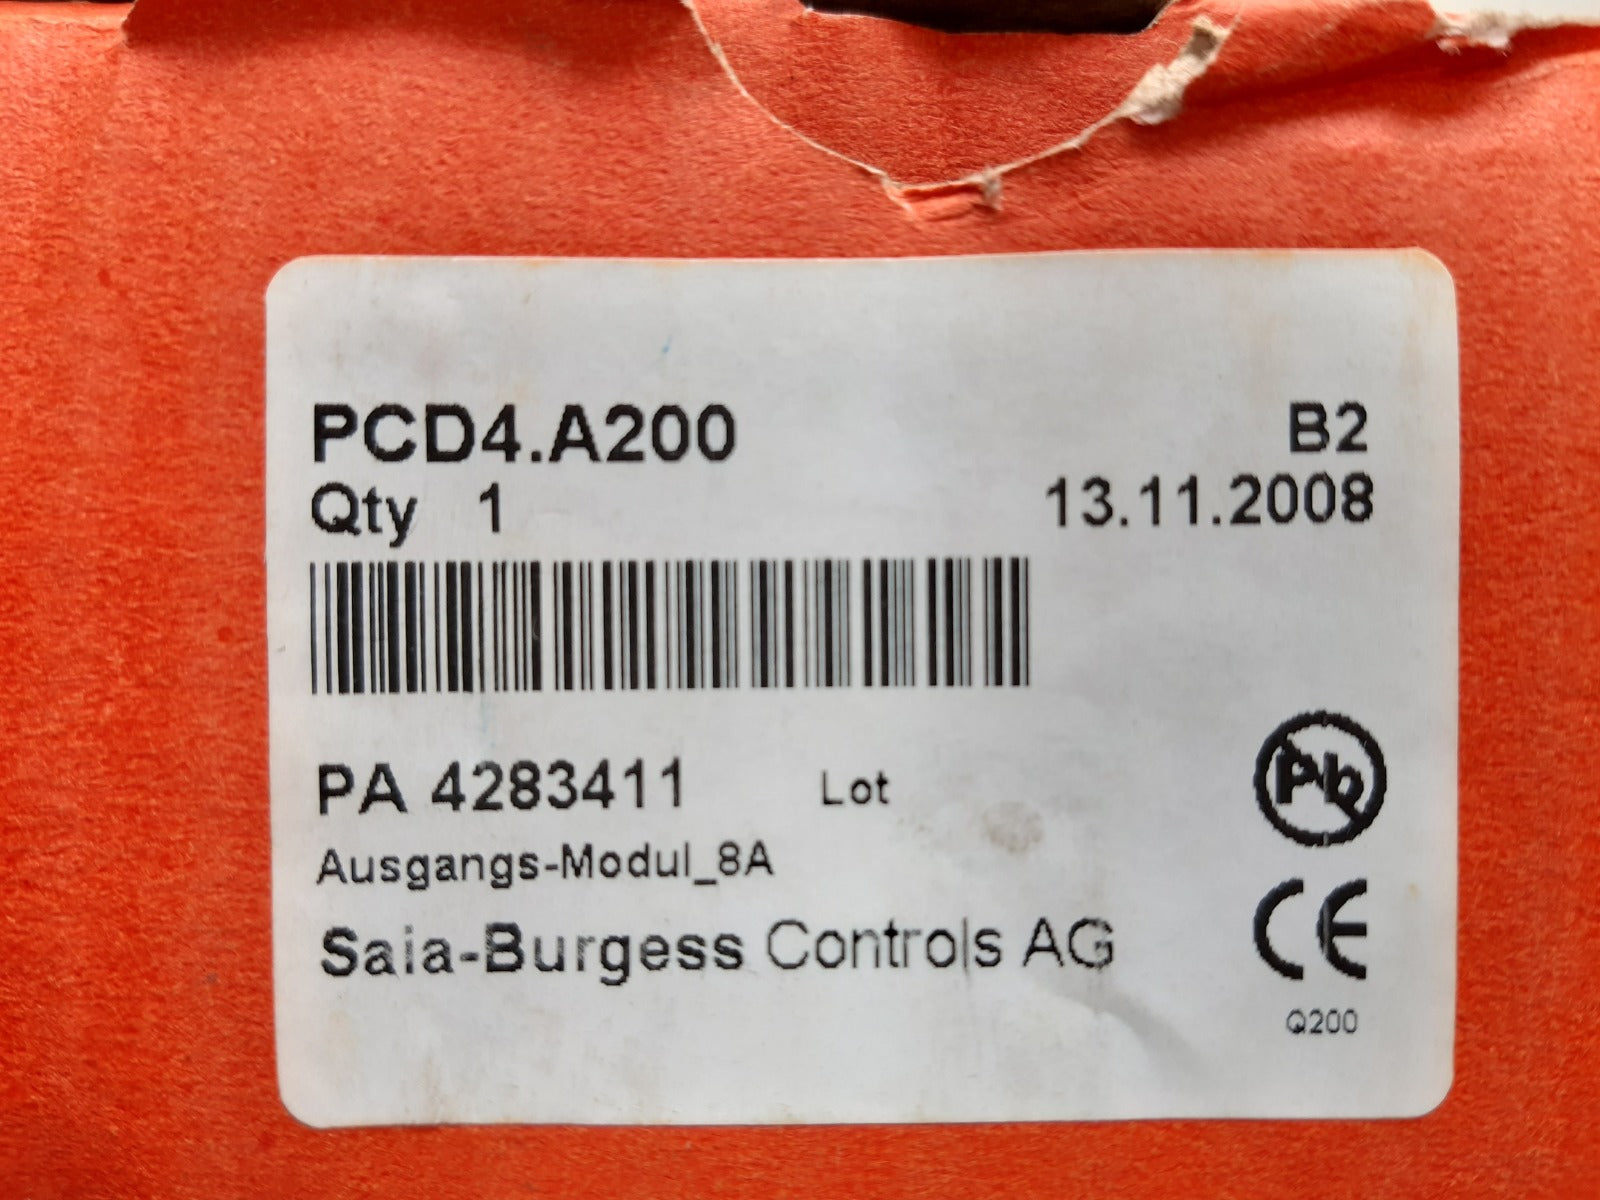 PCD4.A200 B2
Qty 1 13.11.2008
PA 4283411 Lot
Pb
Ausgangs-Modul_8A
Saia-Burgess Controls AG
CE
Q200